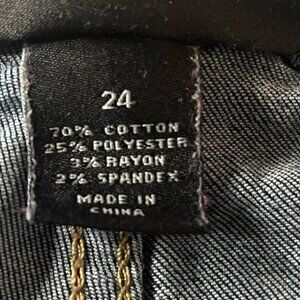 24
70% COTTON
25% POLYESTER
3% RAYON
2% SPANDEX
MADE IN
CHINA